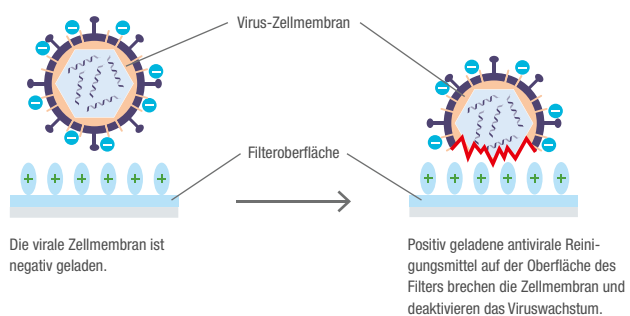 Virus-Zellmembran
Filteroberfläche
Die virale Zellmembran ist
negativ geladen.
Positiv geladene antivirale Reini-
gungsmittel auf der Oberfläche des
Filters brechen die Zellmembran und
deaktivieren das Viruswachstum.